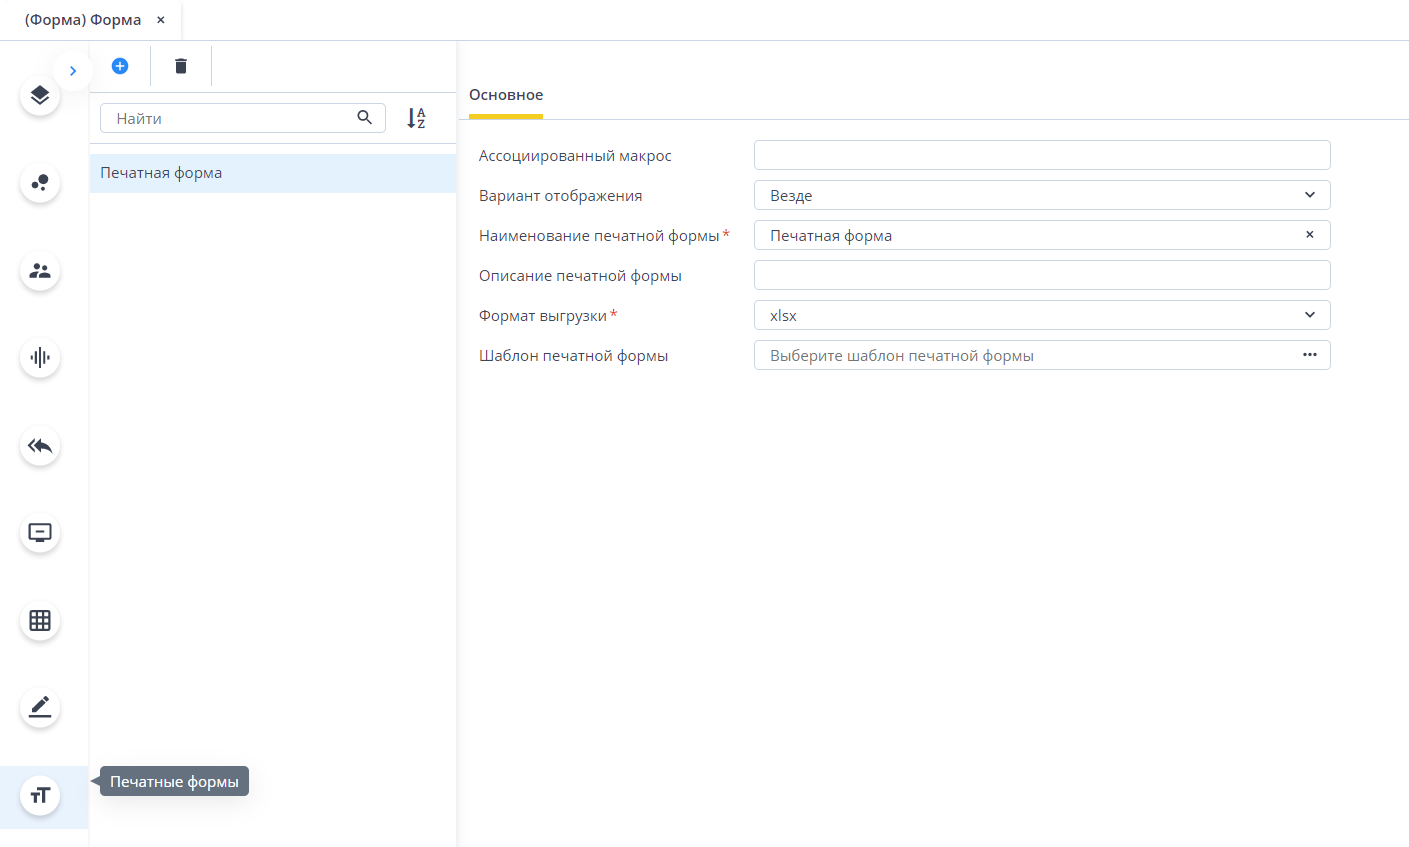 (Форма) Форма
Найти
Печатная форма
Основное
Ассоциированный макрос
Вариант отображения
Везде
Наименование печатной формы *
Печатная форма
Описание печатной формы
Формат выгрузки *
xlsx
Шаблон печатной формы
Выберите шаблон печатной формы
Печатные формы